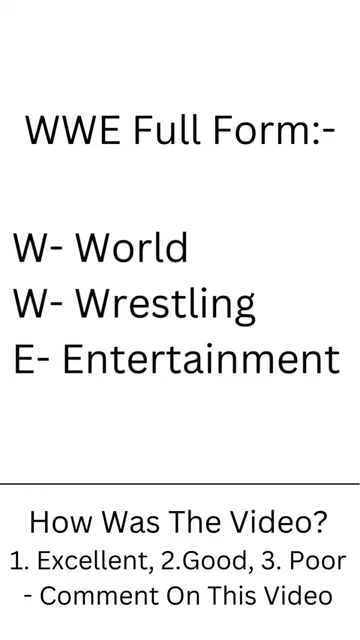 WWE Full Form:-
W- World
W- Wrestling
E- Entertainment
How Was The Video?
1. Excellent, 2.Good, 3. Poor
- Comment On This Video